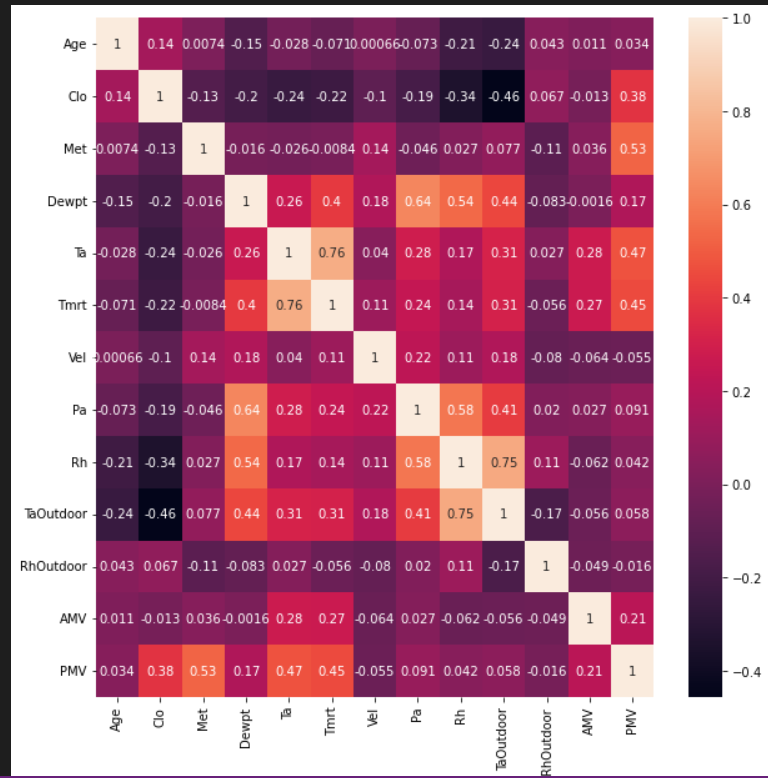 1.0
Age 1 0.14 0.0074 -0.15 -0.028 -0.071 0.00066 -0.073 -0.21 -0.24 0.043 0.011 0.034
Clo 0.14 1 -0.13 -0.2 -0.24 -0.22 -0.1 -0.19 -0.34 -0.46 0.067 -0.013 0.38
0.8
Met 0.0074 -0.13 1 -0.016 -0.026 -0.0084 0.14 -0.046 0.027 0.077 -0.11 0.036 0.53
Dewpt -0.15 -0.2 -0.016 1 0.26 0.4 0.18 0.64 0.54 0.44 -0.083 -0.0016 0.17
0.6
Ta -0.028 -0.24 -0.026 0.26 1 0.76 0.04 0.28 0.17 0.31 0.027 0.28 0.47
0.4
Tmrt -0.071 -0.22 -0.0084 0.4 0.76 1 0.11 0.24 0.14 0.31 -0.056 0.27 0.45
Vel 0.00066 -0.1 0.14 0.18 0.04 0.11 1 0.22 0.11 0.18 -0.08 -0.064 -0.055
0.2
Pa -0.073 -0.19 -0.046 0.64 0.28 0.24 0.22 1 0.58 0.41 0.02 0.027 0.091
Rh -0.21 -0.34 0.027 0.54 0.17 0.14 0.11 0.58 1 0.75 0.11 -0.062 0.042
0.0
TaOutdoor -0.24 -0.46 0.077 0.44 0.31 0.31 0.18 0.41 0.75 1 -0.17 -0.056 0.058
RhOutdoor 0.043 0.067 -0.11 -0.083 0.027 -0.056 -0.08 0.02 0.11 -0.17 1 -0.049 -0.016
-0.2
AMV 0.011 -0.013 0.036 -0.0016 0.28 0.27 -0.064 0.027 -0.062 -0.056 -0.049 1 0.21
PMV 0.034 0.38 0.53 0.17 0.47 0.45 -0.055 0.091 0.042 0.058 -0.016 0.21 1
-0.4
Age Clo Met Dewpt Ta Tmrt Vel Pa Rh TaOutdoor RhOutdoor AMV PMV